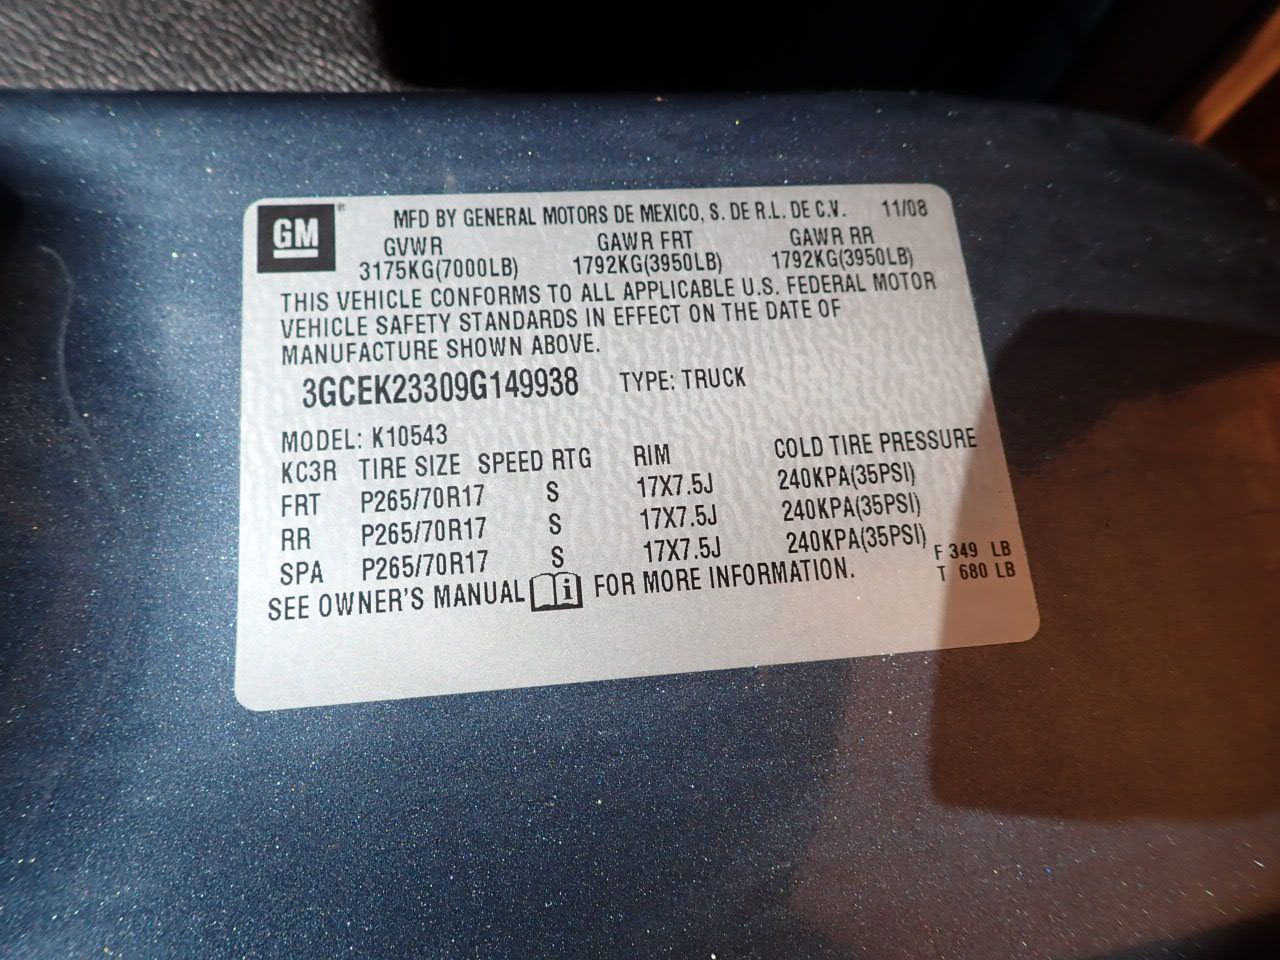 GM ® MFD BY GENERAL MOTORS DE MEXICO, S. DE R.L. DE C.V. 11/08
GVWR GAWR FRT GAWR RR
3175KG(7000LB) 1792KG(3950LB) 1792KG(3950LB)
THIS VEHICLE CONFORMS TO ALL APPLICABLE U.S. FEDERAL MOTOR
VEHICLE SAFETY STANDARDS IN EFFECT ON THE DATE OF
MANUFACTURE SHOWN ABOVE.
3GCEK23309G149938 TYPE: TRUCK
MODEL: K10543
KC3R TIRE SIZE SPEED RTG RIM COLD TIRE PRESSURE
FRT P265/70R17 S 17X7.5J 240KPA(35PSI)
RR P265/70R17 S 17X7.5J 240KPA(35PSI)
SPA P265/70R17 S 17X7.5J 240KPA(35PSI)
SEE OWNER'S MANUAL i FOR MORE INFORMATION.
F 349 LB
T 680 LB